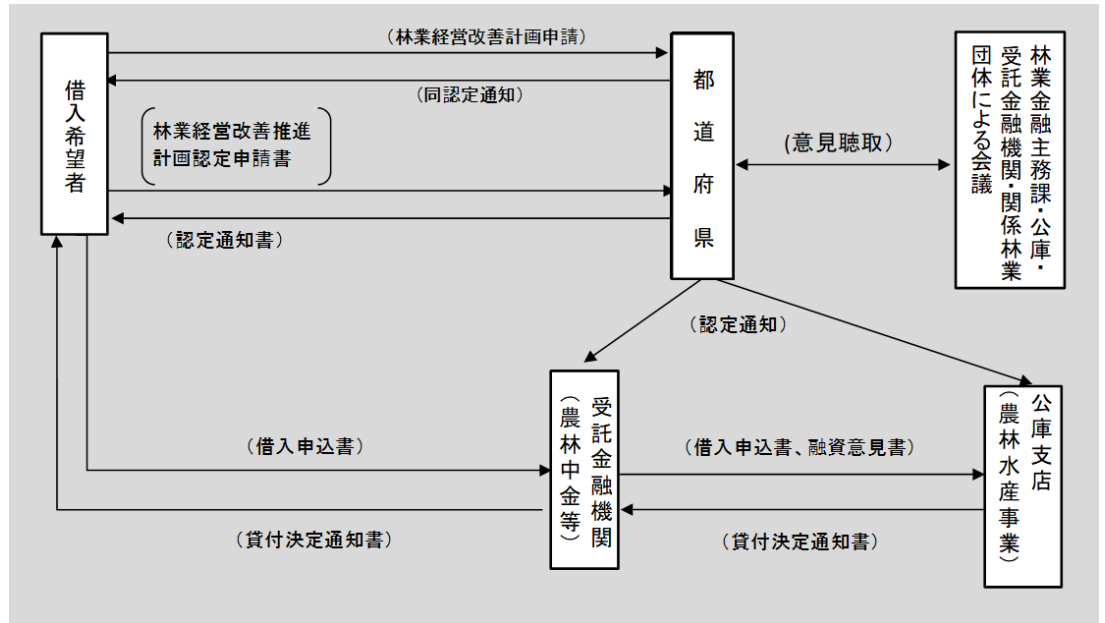 （林業経営改善計画申請）
借入希望者
都道府県
林業金融主務課・公庫・
受託金融機関・関係林業
団体による会議
（同認定通知）
林業経営改善推進
計画認定申請書
(意見聴取）
（認定通知書）
（認定通知）
受託金融機関
（農林中金等）
公庫支店
（農林水産事業）
（借入申込書）
（借入申込書、融資意見書）
（貸付決定通知書）
（貸付決定通知書）